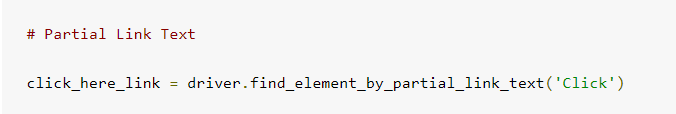 # Partial Link Text
click_here_link = driver.find_element_by_partial_link_text('Click')